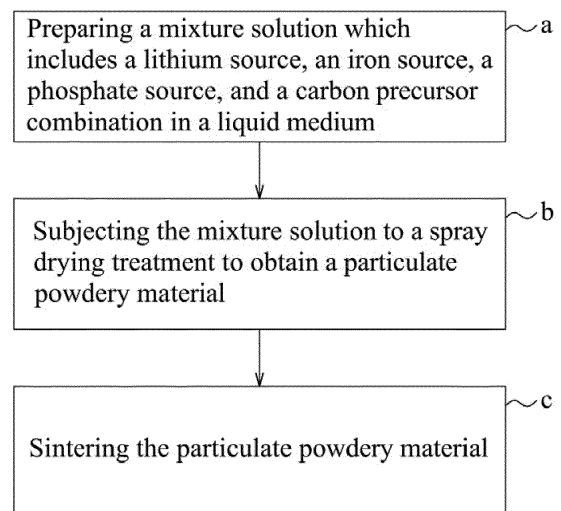 Preparing a mixture solution which
includes a lithium source, an iron source, a
phosphate source, and a carbon precursor
combination in a liquid medium
a
Subjecting the mixture solution to a spray
drying treatment to obtain a particulate
powdery material
b
Sintering the particulate powdery material
c